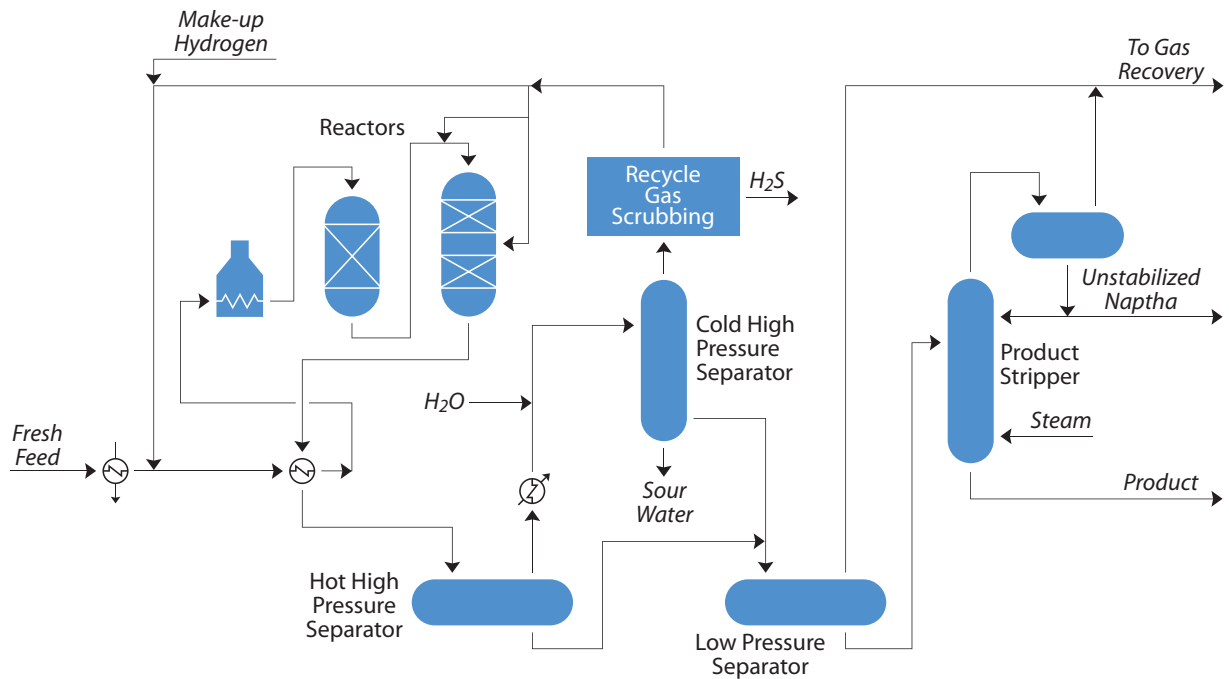 Make-up
Hydrogen
To Gas
Recovery
Reactors
Recycle
Gas
Scrubbing
H₂S
Unstabilized
Naptha
Cold High
Pressure
Separator
Product
Stripper
H₂O
Steam
Fresh
Feed
Sour
Water
Product
Hot High
Pressure
Separator
Low Pressure
Separator